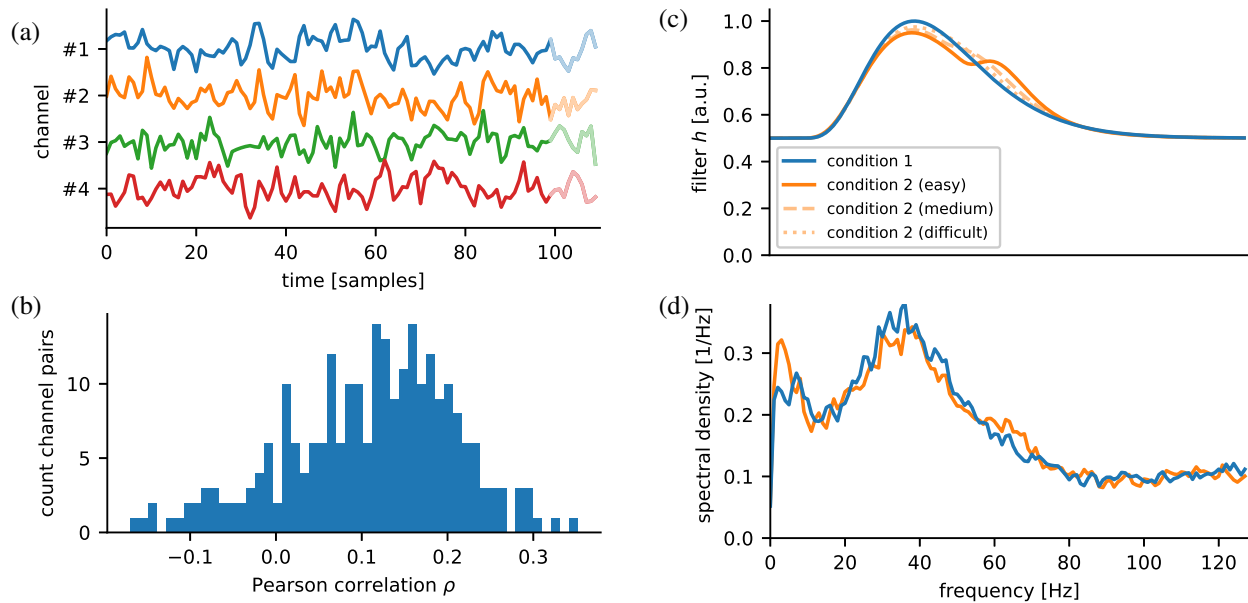 (a)
channel
#1
#2
#3
#4
0 20 40 60 80 100
time [samples]
(b)
count channel pairs
10
5
0
−0.1 0.0 0.1 0.2 0.3
Pearson correlation ρ
(c)
filter h [a.u.]
1.0
0.8
0.6
0.4
0.2
0.0
condition 1
condition 2 (easy)
condition 2 (medium)
condition 2 (difficult)
(d)
spectral density [1/Hz]
0.3
0.2
0.1
0.0
0 20 40 60 80 100 120
frequency [Hz]